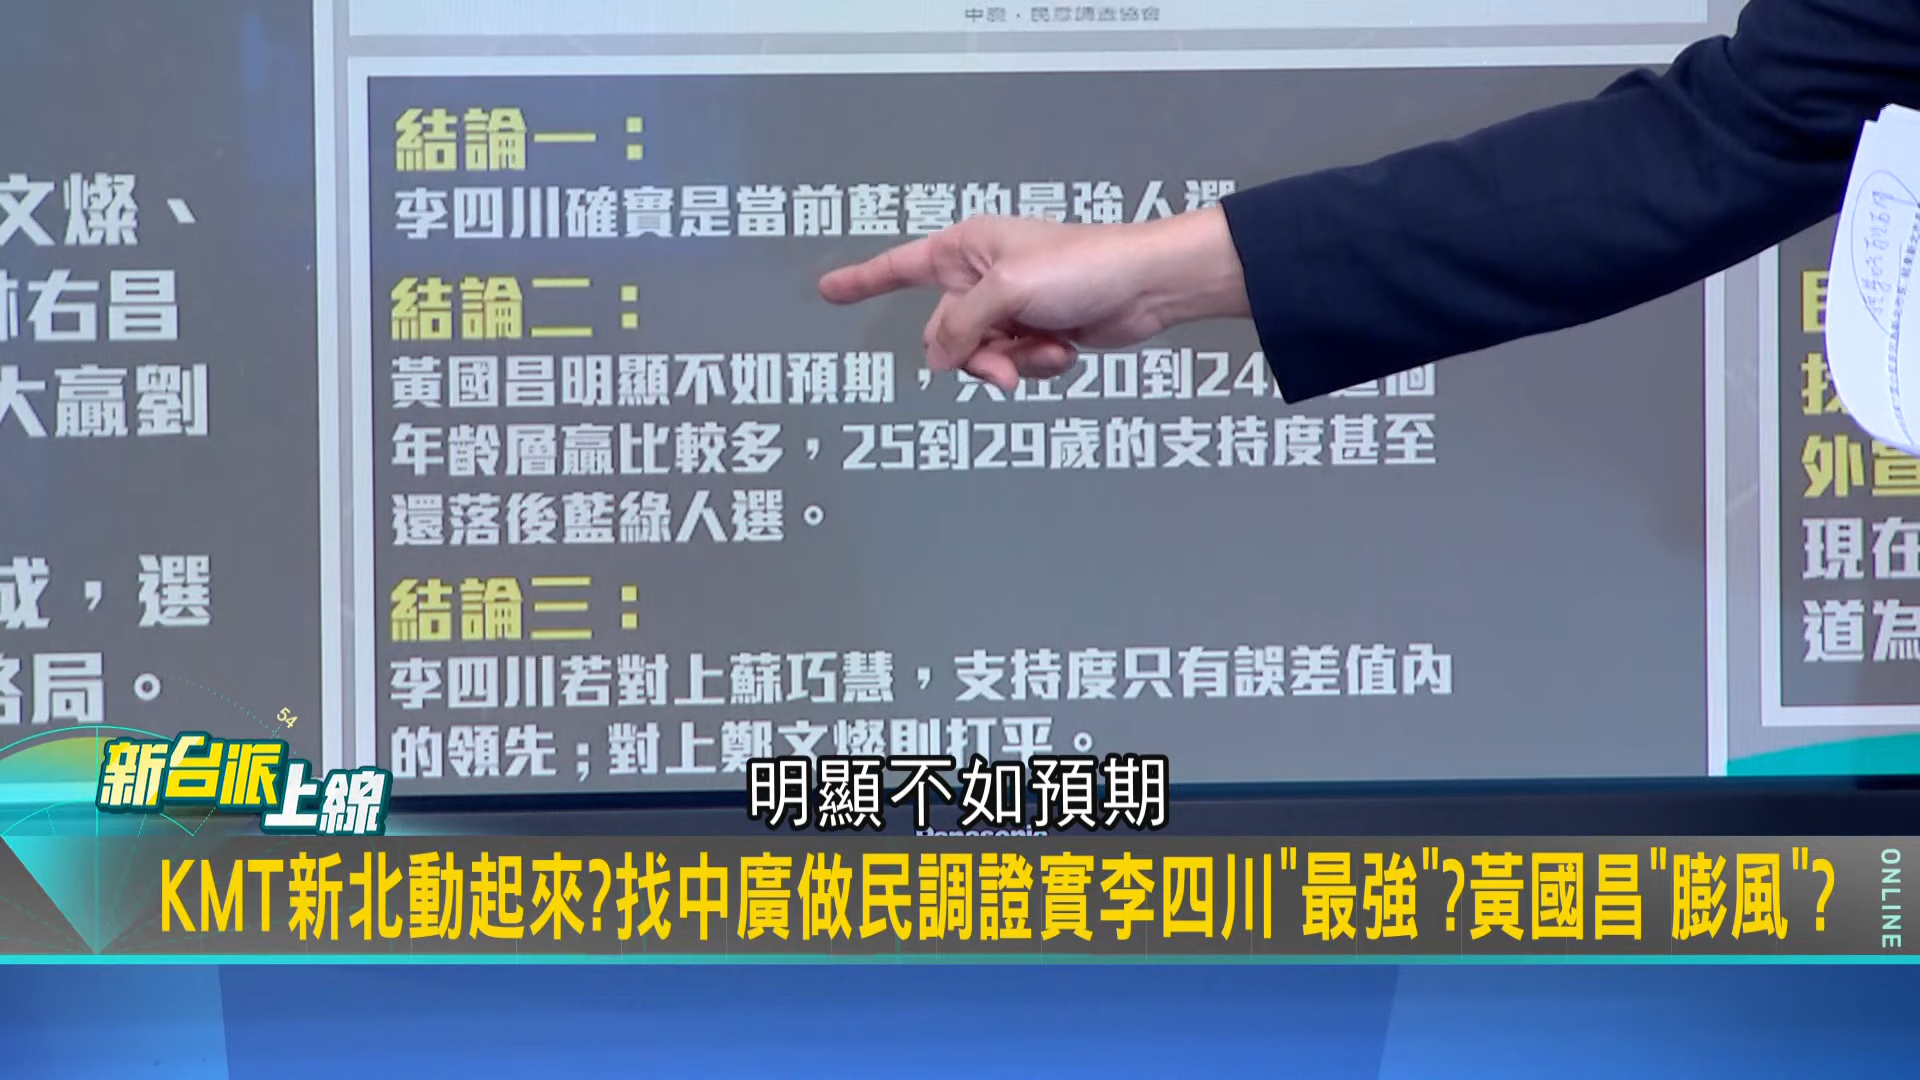 中廣．民意調查協會
文燦、
林右昌
大贏劉
成，選
格局。
結論一：
李四川確實是當前藍營的最強人選
結論二：
黃國昌明顯不如預期，只在20到24
年齡層贏比較多，25到29歲的支持度甚至
還落後藍綠人選。
結論三：
李四川若對上蘇巧慧，支持度只有誤差值內
的領先；對上鄭文燦則打平。
外宣
現在
道為
54
新台派上線
明顯不如預期
Panasonic
KMT新北動起來?找中廣做民調證實李四川"最強"?黃國昌"膨風"?
ONLINE